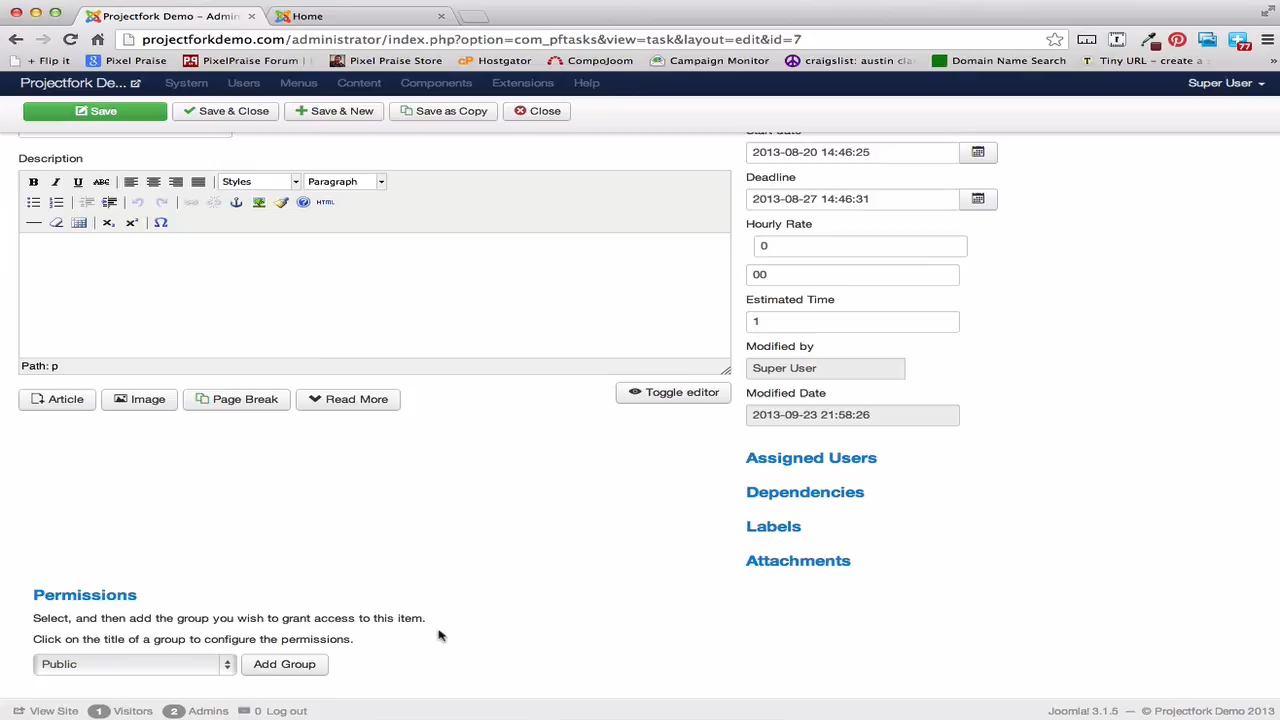 Projectfork Demo – Admin
Home
projectforkdemo.com/administrator/index.php?option=com_pftasks&view=task&layout=edit&id=7
77
Flip it
Pixel Praise
PixelPraise Forum
Pixel Praise Store
Hostgator
CompoJoom
Campaign Monitor
craigslist: austin cla
Domain Name Search
Tiny URL – create a s
Projectfork De...
System
Users
Menus
Content
Components
Extensions
Help
Super User
Save
Save & Close
Save & New
Save as Copy
Close
Start date
2013-08-20 14:46:25
Description
Deadline
2013-08-27 14:46:31
B I U ABC
Styles
Paragraph
HTML
Hourly Rate
0
00
Estimated Time
1
Modified by
Super User
Path: p
Modified Date
2013-09-23 21:58:26
Article
Image
Page Break
Read More
Toggle editor
Assigned Users
Dependencies
Labels
Attachments
Permissions
Select, and then add the group you wish to grant access to this item.
Click on the title of a group to configure the permissions.
Public
Add Group
View Site
1 Visitors
2 Admins
0
Log out
Joomla! 3.1.5 — © Projectfork Demo 2013